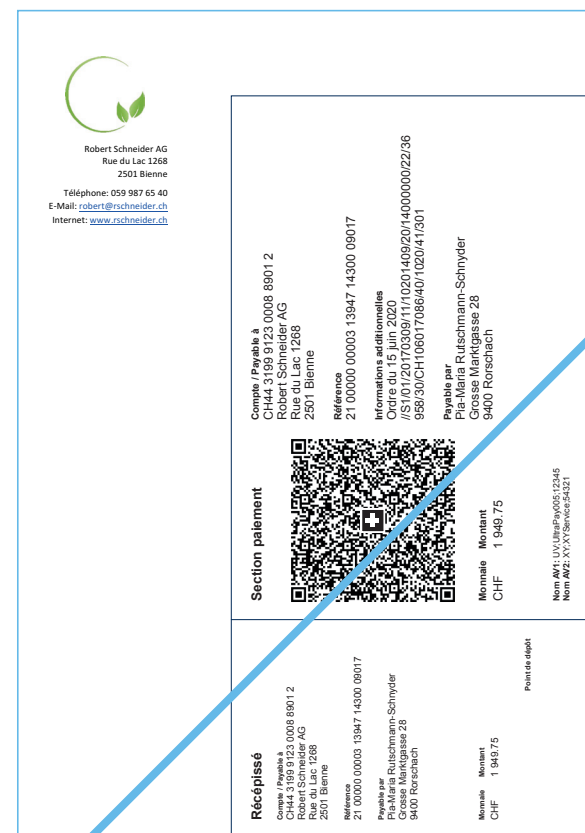 Robert Schneider AG
Rue du Lac 1268
2501 Bienne
Téléphone: 059 987 65 40
E-Mail: robert@rschneider.ch
Internet: www.rschneider.ch
Section paiement
Monnaie Montant
CHF 1 949.75
Compte / Payable à
CH44 3199 9123 0008 8901 2
Robert Schneider AG
Rue du Lac 1268
2501 Bienne
Référence
21 00000 00003 13947 14300 09017
Informations additionnelles
Ordre du 15 juin 2020
//S1/01/20170309/11/10201409/20/14000000/22/36
958/30/CH106017086/40/1020/41/301
Payable par
Pia-Maria Rutschmann-Schnyder
Grosse Marktgasse 28
9400 Rorschach
Nom AV1: UV;UltraPay005;12345
Nom AV2: XY;XYService;54321
Récépissé
Compte / Payable à
CH44 3199 9123 0008 8901 2
Robert Schneider AG
Rue du Lac 1268
2501 Bienne
Référence
21 00000 00003 13947 14300 09017
Payable par
Pia-Maria Rutschmann-Schnyder
Grosse Marktgasse 28
9400 Rorschach
Monnaie Montant
CHF 1 949.75
Point de dépôt